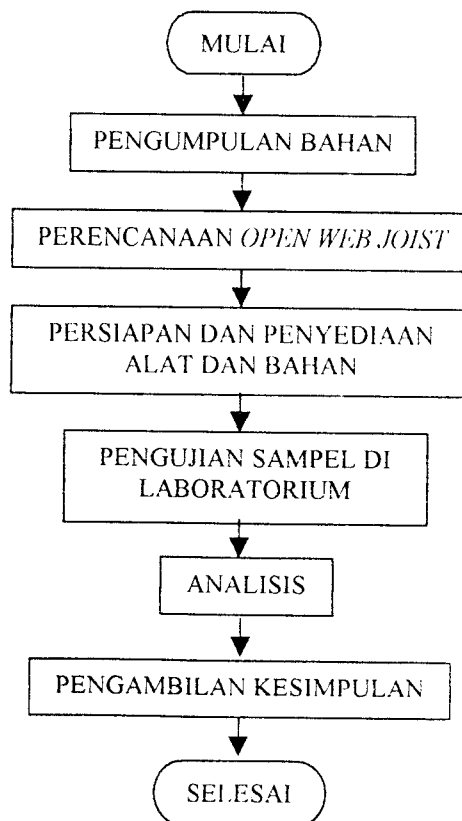 MULAI
PENGUMPULAN BAHAN
PERENCANAAN OPEN WEB JOIST
PERSIAPAN DAN PENYEDIAAN
ALAT DAN BAHAN
PENGUJIAN SAMPEL DI
LABORATORIUM
ANALISIS
PENGAMBILAN KESIMPULAN
SELESAI